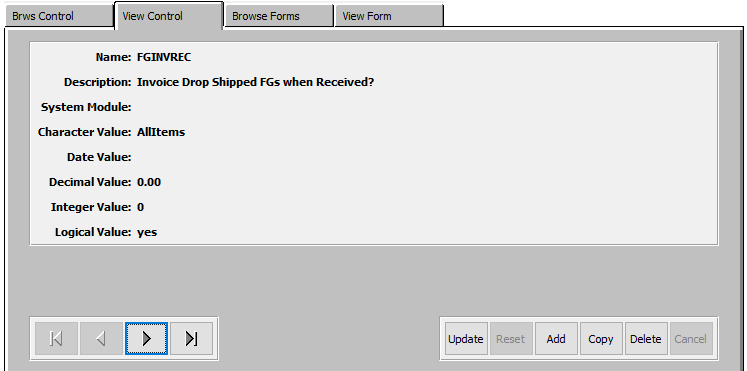 Brws Control View Control Browse Forms View Form
Name: FGINVREC
Description: Invoice Drop Shipped FGs when Received?
System Module:
Character Value: AllItems
Date Value:
Decimal Value: 0.00
Integer Value: 0
Logical Value: yes
Update Reset Add Copy Delete Cancel